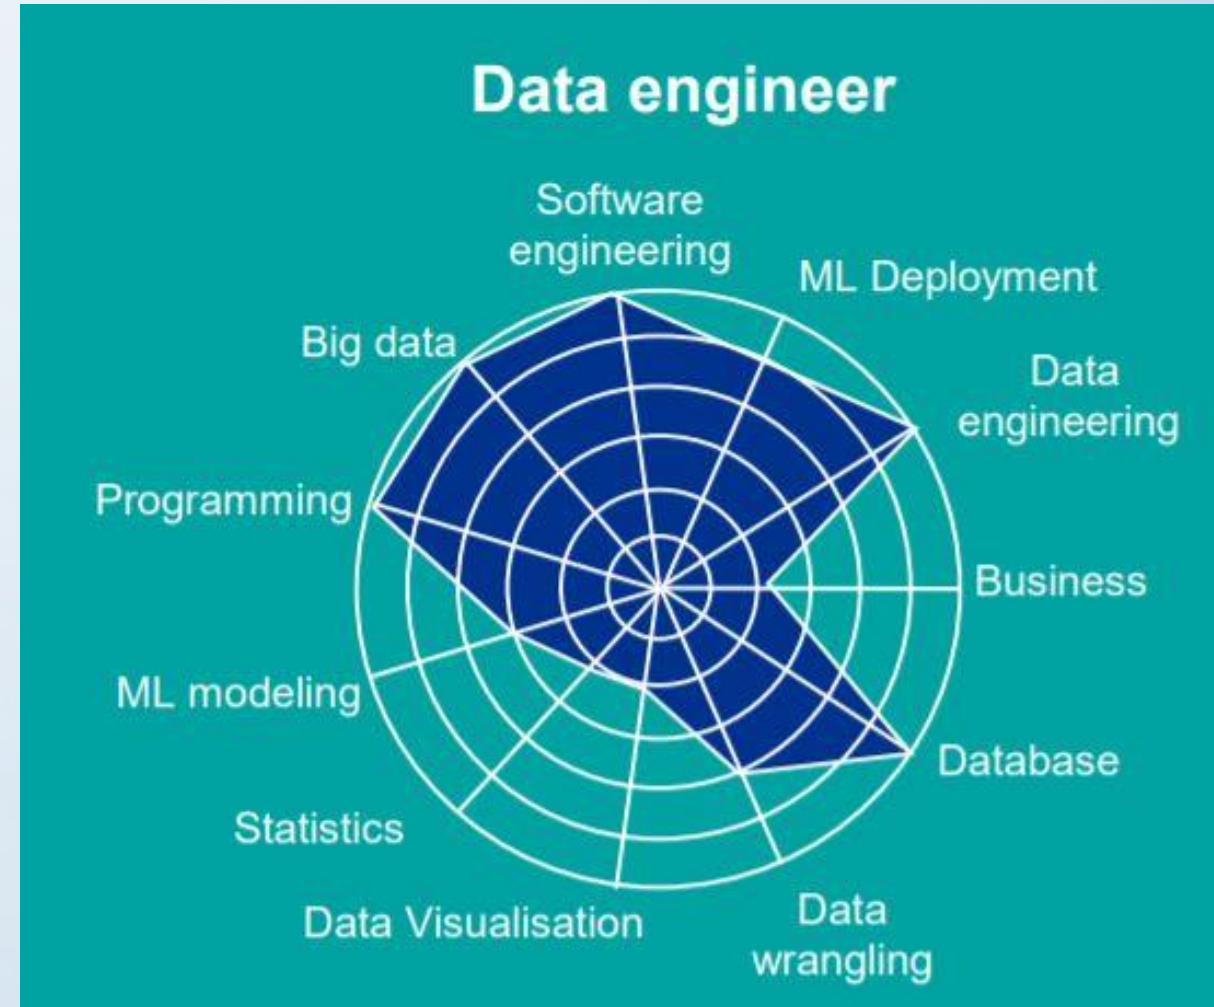 Data engineer
Software
engineering
ML Deployment
Big data
Data
engineering
Programming
Business
ML modeling
Database
Statistics
Data Visualisation
Data
wrangling